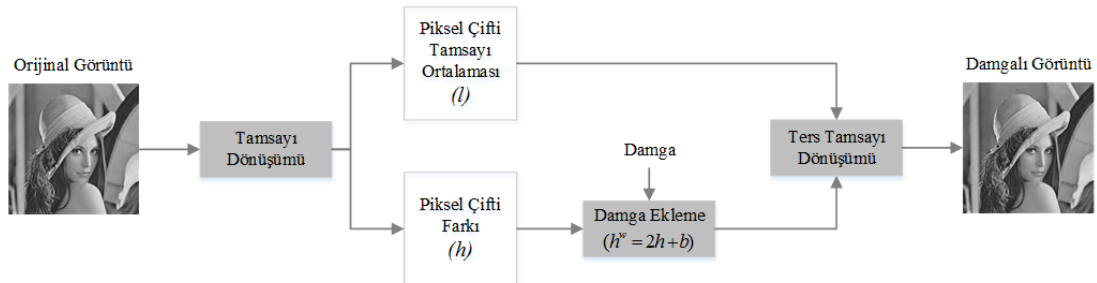 Orijinal Görüntü
Tamsayı
Dönüşümü
Piksel Çifti
Tamsayı
Ortalaması
(l)
Piksel Çifti
Farkı
(h)
Damga
Damga Ekleme
(hʷ = 2h+b)
Ters Tamsayı
Dönüşümü
Damgalı Görüntü